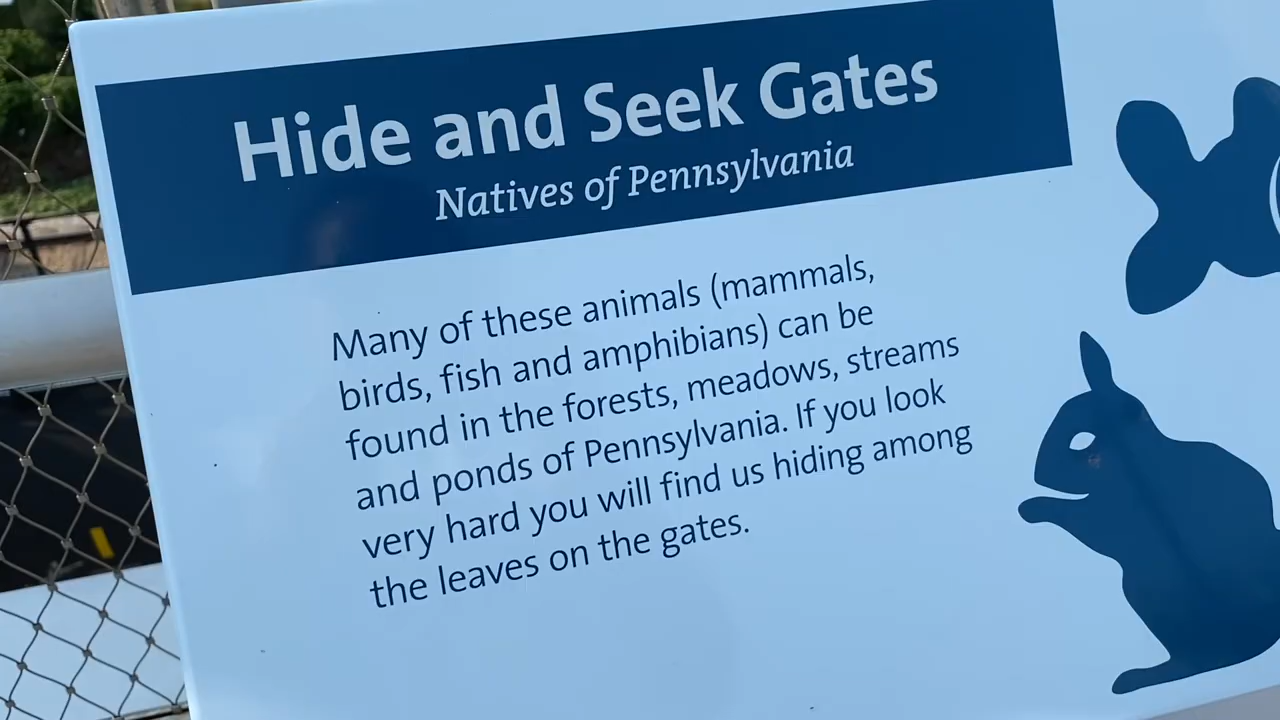 Hide and Seek Gates
Natives of Pennsylvania
Many of these animals (mammals,
birds, fish and amphibians) can be
found in the forests, meadows, streams
and ponds of Pennsylvania. If you look
very hard you will find us hiding among
the leaves on the gates.